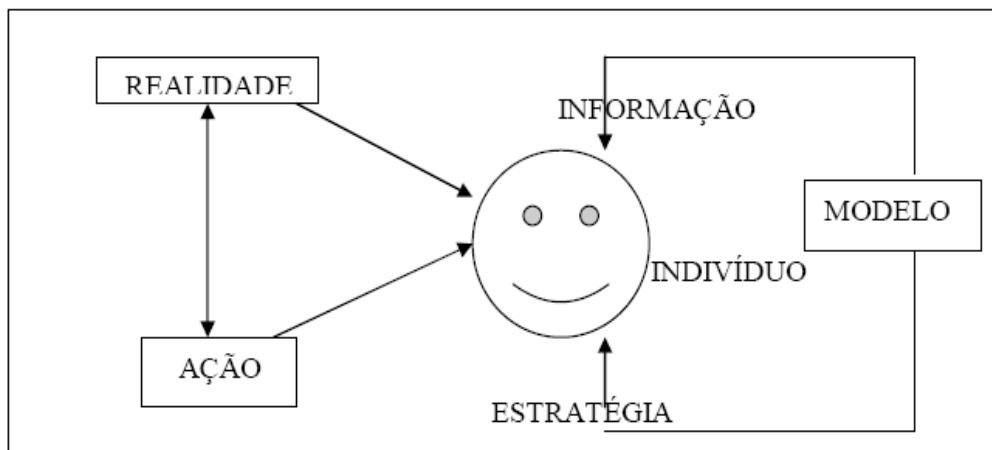 REALIDADE
INFORMAÇÃO
MODELO
INDIVÍDUO
AÇÃO
ESTRATÉGIA